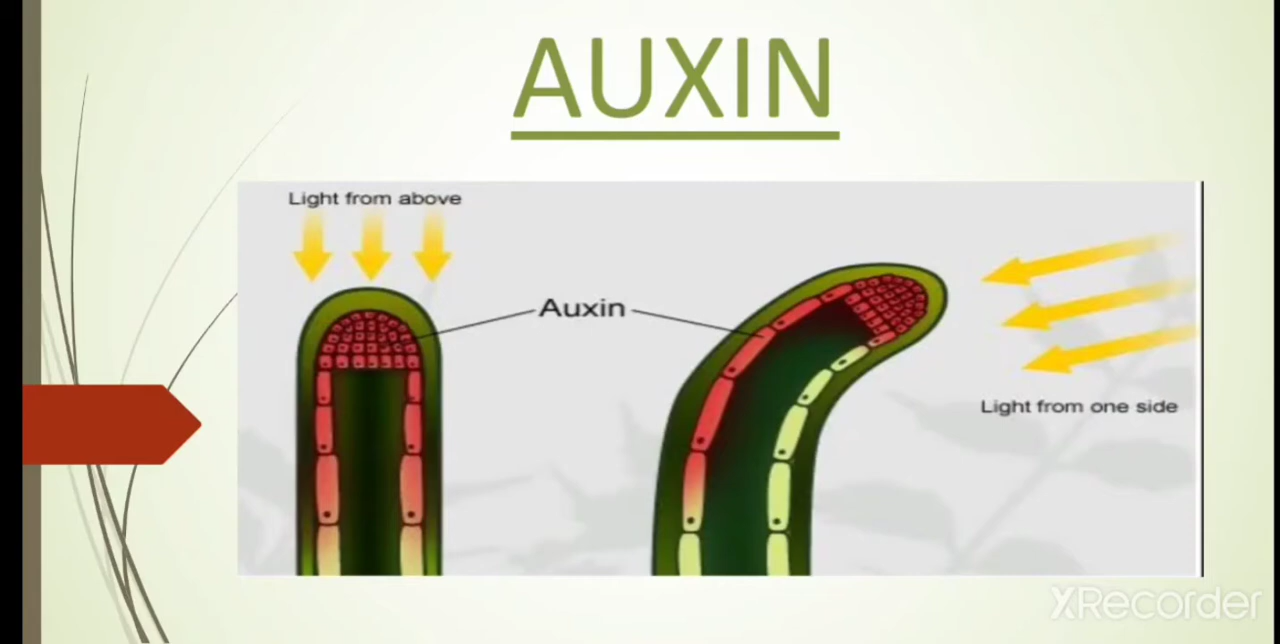 AUXIN
Light from above
Auxin
Light from one side
XRecorder